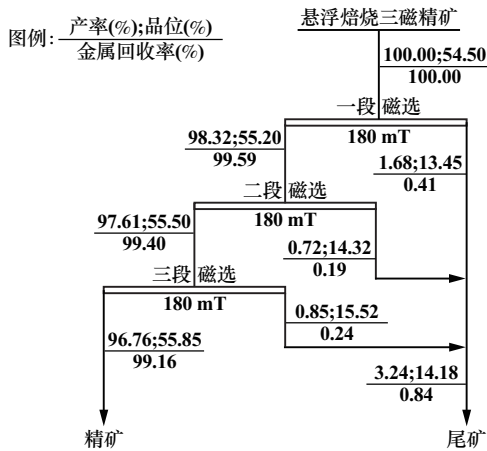 悬浮焙烧三磁精矿
图例: 产率(%);品位(%)
金属回收率(%)
100.00;54.50
100.00
一段 磁选
180 mT
98.32;55.20
99.59
1.68;13.45
0.41
二段 磁选
180 mT
97.61;55.50
99.40
0.72;14.32
0.19
三段 磁选
180 mT
0.85;15.52
0.24
96.76;55.85
99.16
3.24;14.18
0.84
精矿
尾矿